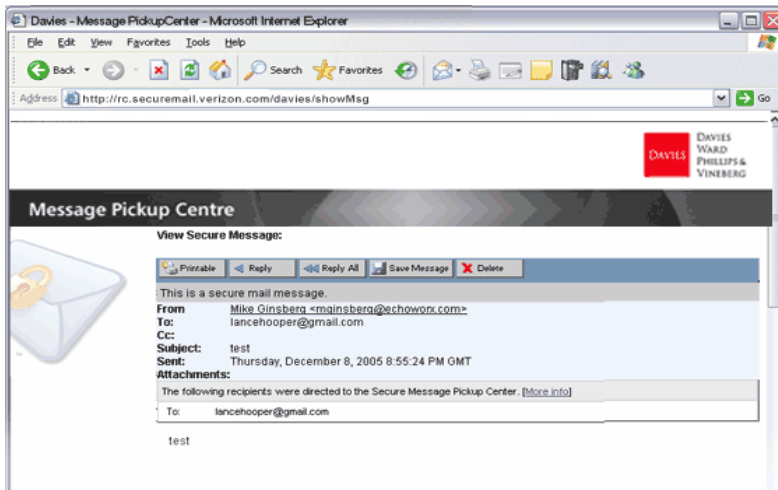 Davies - Message PickupCenter - Microsoft Internet Explorer
File Edit View Favorites Tools Help
Back Search Favorites
Address http://rc.securemail.verizon.com/davies/showMsg Go
DAVIES
DAVIES
WARD
PHILLIPS &
VINEBERG
Message Pickup Centre
View Secure Message:
Printable Reply Reply All Save Message Delete
This is a secure mail message.
From Mike Ginsberg <mginsberg@echoworx.com>
To: lancehooper@gmail.com
Cc:
Subject: test
Sent: Thursday, December 8, 2005 8:55:24 PM GMT
Attachments:
The following recipients were directed to the Secure Message Pickup Center. [More info]
To: lancehooper@gmail.com
test